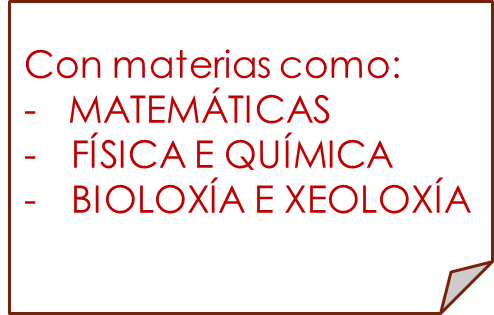 Con materias como:
- MATEMÁTICAS
- FÍSICA E QUÍMICA
- BIOLOXÍA E XEOLOXÍA